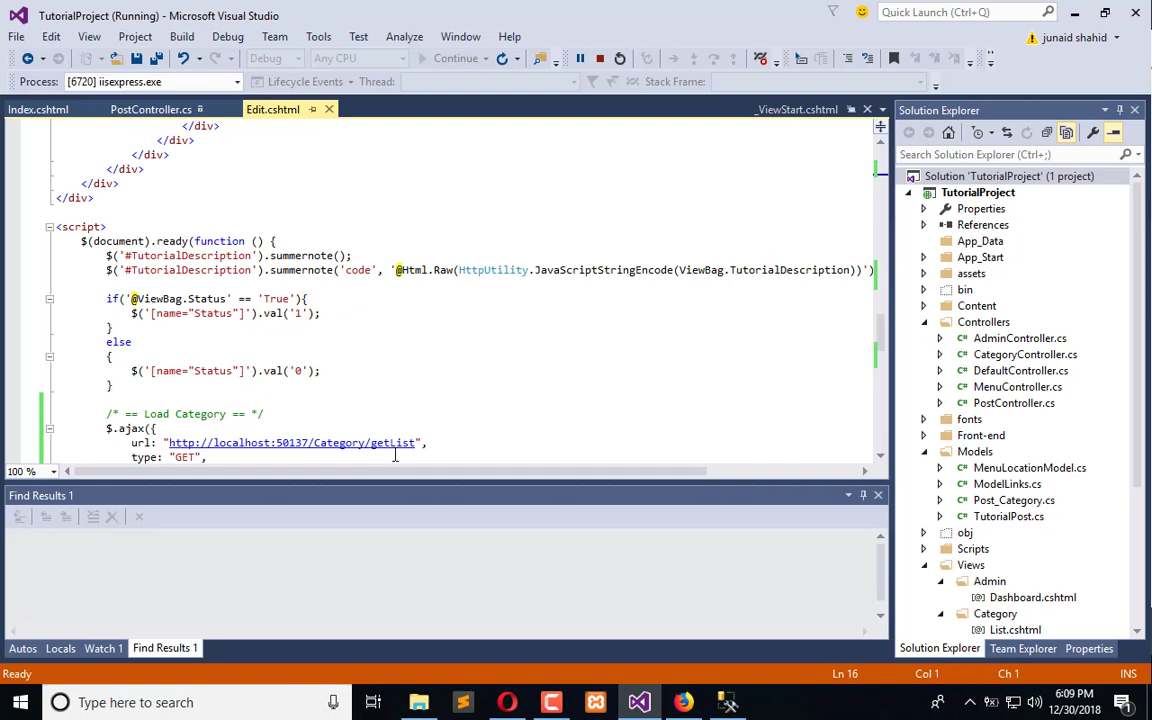 TutorialProject (Running) - Microsoft Visual Studio
Quick Launch (Ctrl+Q)
File Edit View Project Build Debug Team Tools Test Analyze Window Help
junaid shahid
Debug Any CPU Continue
Process: [6720] iisexpress.exe Lifecycle Events Thread: Stack Frame:
Index.cshtml PostController.cs Edit.cshtml _ViewStart.cshtml
</div>
</div>
</div>
</div>
</div>
</div>
<script>
$(document).ready(function () {
$('#TutorialDescription').summernote();
$('#TutorialDescription').summernote('code', '@Html.Raw(HttpUtility.JavaScriptStringEncode(ViewBag.TutorialDescription))')
if('@ViewBag.Status' == 'True'){
$('[name="Status"]').val('1');
}
else
{
$('[name="Status"]').val('0');
}
/* == Load Category == */
$.ajax({
url: "http://localhost:50137/Category/getList",
type: "GET",
100 %
Find Results 1
Autos Locals Watch 1 Find Results 1
Solution Explorer
Search Solution Explorer (Ctrl+;)
Solution 'TutorialProject' (1 project)
TutorialProject
Properties
References
App_Data
App_Start
assets
bin
Content
Controllers
AdminController.cs
CategoryController.cs
DefaultController.cs
MenuController.cs
PostController.cs
fonts
Front-end
Models
MenuLocationModel.cs
ModelLinks.cs
Post_Category.cs
TutorialPost.cs
obj
Scripts
Views
Admin
Dashboard.cshtml
Category
List.cshtml
Solution Explorer Team Explorer Properties
Ready Ln 16 Col 1 Ch 1 INS
Type here to search
6:09 PM
12/30/2018
1